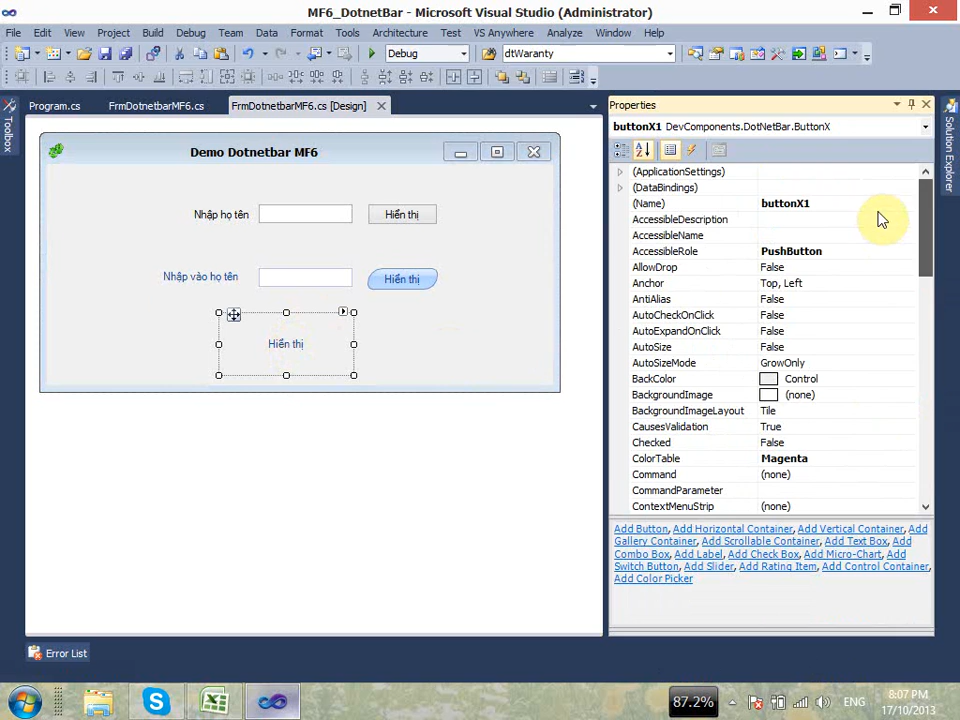 MF6_DotnetBar - Microsoft Visual Studio (Administrator)
File Edit View Project Build Debug Team Data Format Tools Architecture Test VS Anywhere Analyze Window Help
Debug dtWaranty
Program.cs FrmDotnetbarMF6.cs FrmDotnetbarMF6.cs [Design]
Properties
Toolbox
Solution Explorer
buttonX1 DevComponents.DotNetBar.ButtonX
Demo Dotnetbar MF6
Nhập họ tên Hiển thị
Nhập vào họ tên Hiển thị
Hiển thị
(ApplicationSettings)
(DataBindings)
(Name) buttonX1
AccessibleDescription
AccessibleName
AccessibleRole PushButton
AllowDrop False
Anchor Top, Left
AntiAlias False
AutoCheckOnClick False
AutoExpandOnClick False
AutoSize False
AutoSizeMode GrowOnly
BackColor Control
BackgroundImage (none)
BackgroundImageLayout Tile
CausesValidation True
Checked False
ColorTable Magenta
Command (none)
CommandParameter
ContextMenuStrip (none)
Add Button, Add Horizontal Container, Add Vertical Container, Add
Gallery Container, Add Scrollable Container, Add Text Box, Add
Combo Box, Add Label, Add Check Box, Add Micro-Chart, Add
Switch Button, Add Slider, Add Rating Item, Add Control Container,
Add Color Picker
Error List
87.2% ENG
8:07 PM
17/10/2013